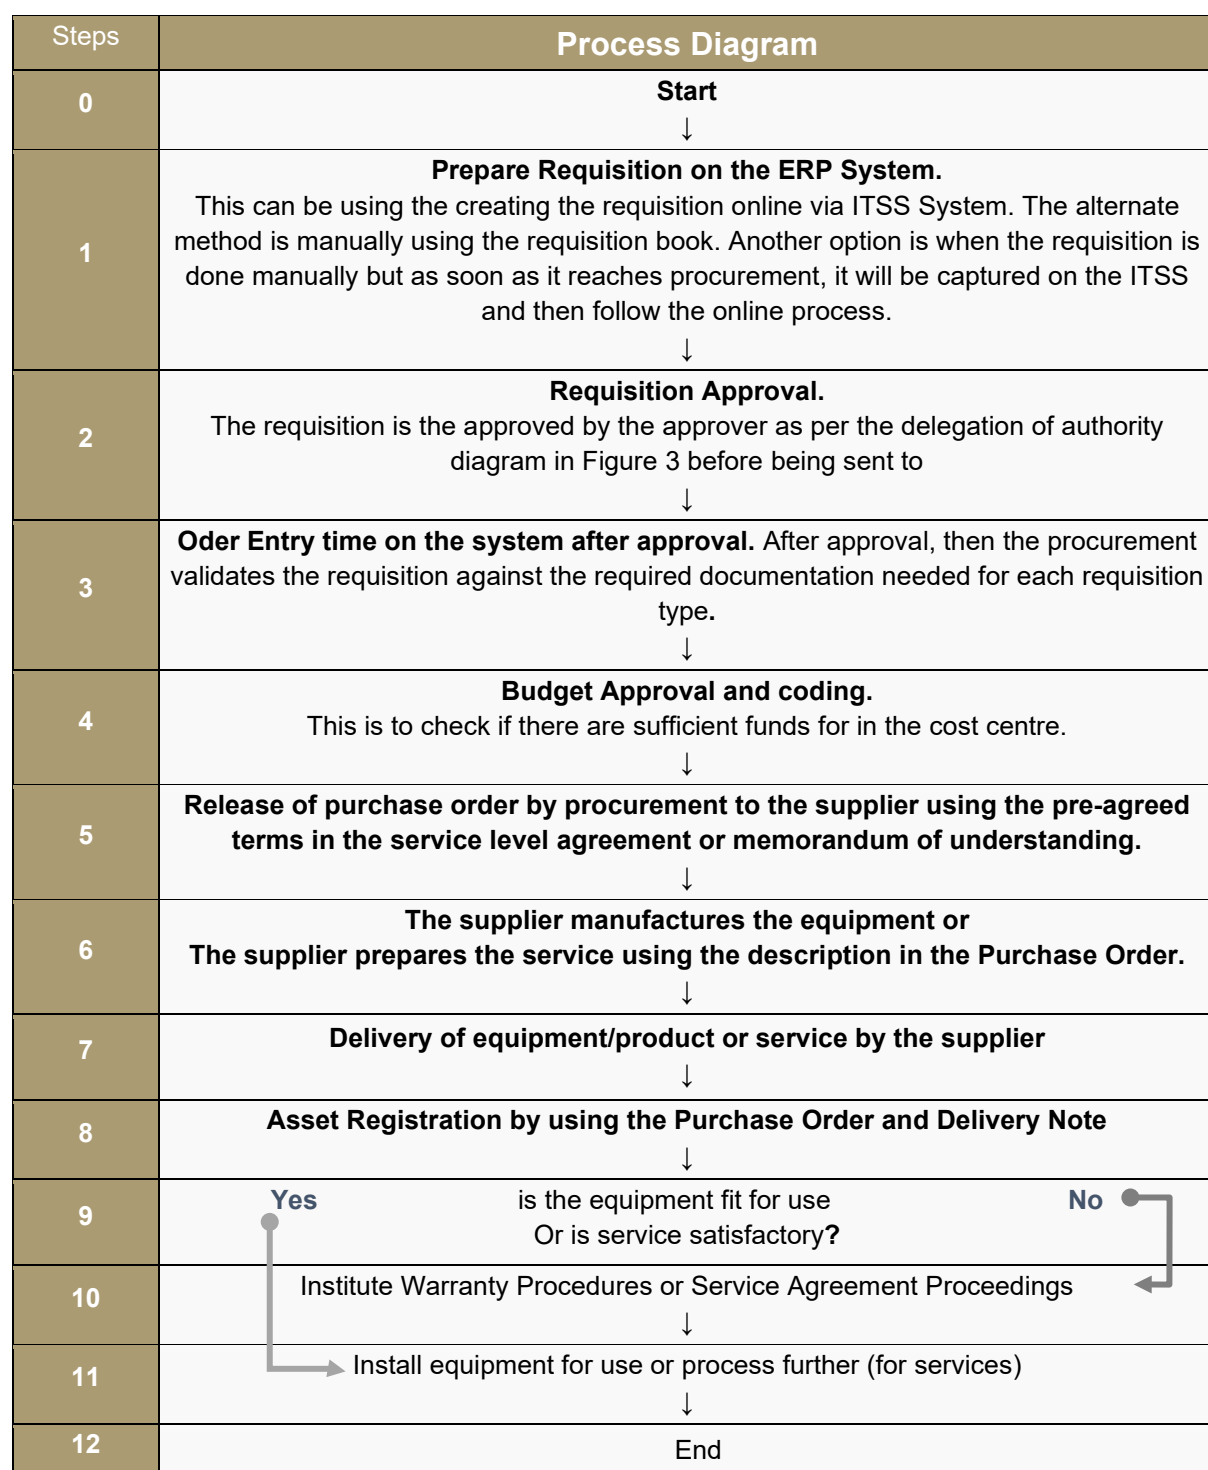 Steps
Process Diagram
0
Start
↓
1
Prepare Requisition on the ERP System.
This can be using the creating the requisition online via ITSS System. The alternate
method is manually using the requisition book. Another option is when the requisition is
done manually but as soon as it reaches procurement, it will be captured on the ITSS
and then follow the online process.
↓
2
Requisition Approval.
The requisition is the approved by the approver as per the delegation of authority
diagram in Figure 3 before being sent to
↓
3
Oder Entry time on the system after approval. After approval, then the procurement
validates the requisition against the required documentation needed for each requisition
type.
↓
4
Budget Approval and coding.
This is to check if there are sufficient funds for in the cost centre.
↓
5
Release of purchase order by procurement to the supplier using the pre-agreed
terms in the service level agreement or memorandum of understanding.
↓
6
The supplier manufactures the equipment or
The supplier prepares the service using the description in the Purchase Order.
↓
7
Delivery of equipment/product or service by the supplier
↓
8
Asset Registration by using the Purchase Order and Delivery Note
↓
9
Yes is the equipment fit for use No
Or is service satisfactory?
10
Institute Warranty Procedures or Service Agreement Proceedings
↓
11
Install equipment for use or process further (for services)
↓
12
End